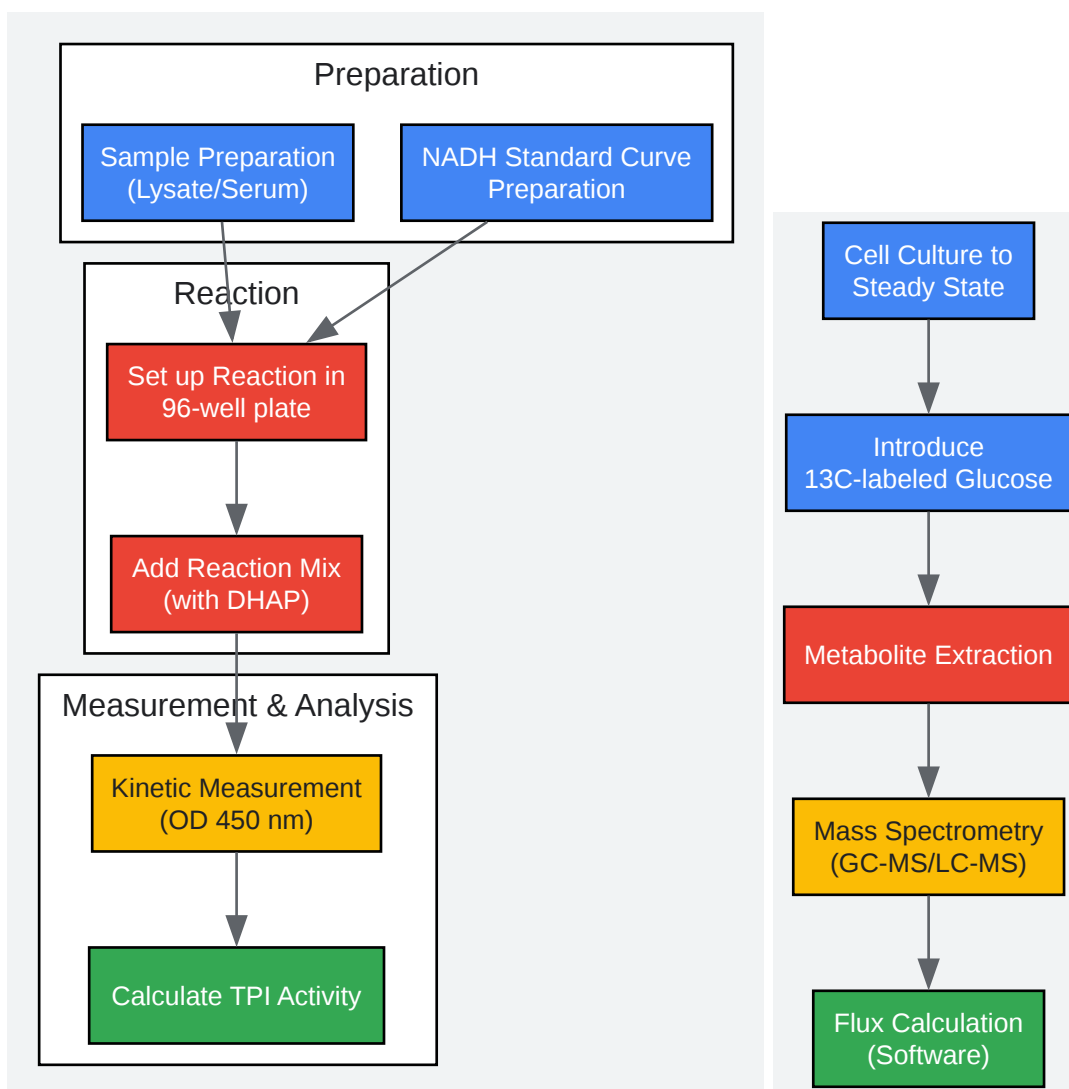 Preparation
Sample Preparation
(Lysate/Serum)
NADH Standard Curve
Preparation
Reaction
Set up Reaction in
96-well plate
Add Reaction Mix
(with DHAP)
Measurement & Analysis
Kinetic Measurement
(OD 450 nm)
Calculate TPI Activity
Cell Culture to
Steady State
Introduce
13C-labeled Glucose
Metabolite Extraction
Mass Spectrometry
(GC-MS/LC-MS)
Flux Calculation
(Software)